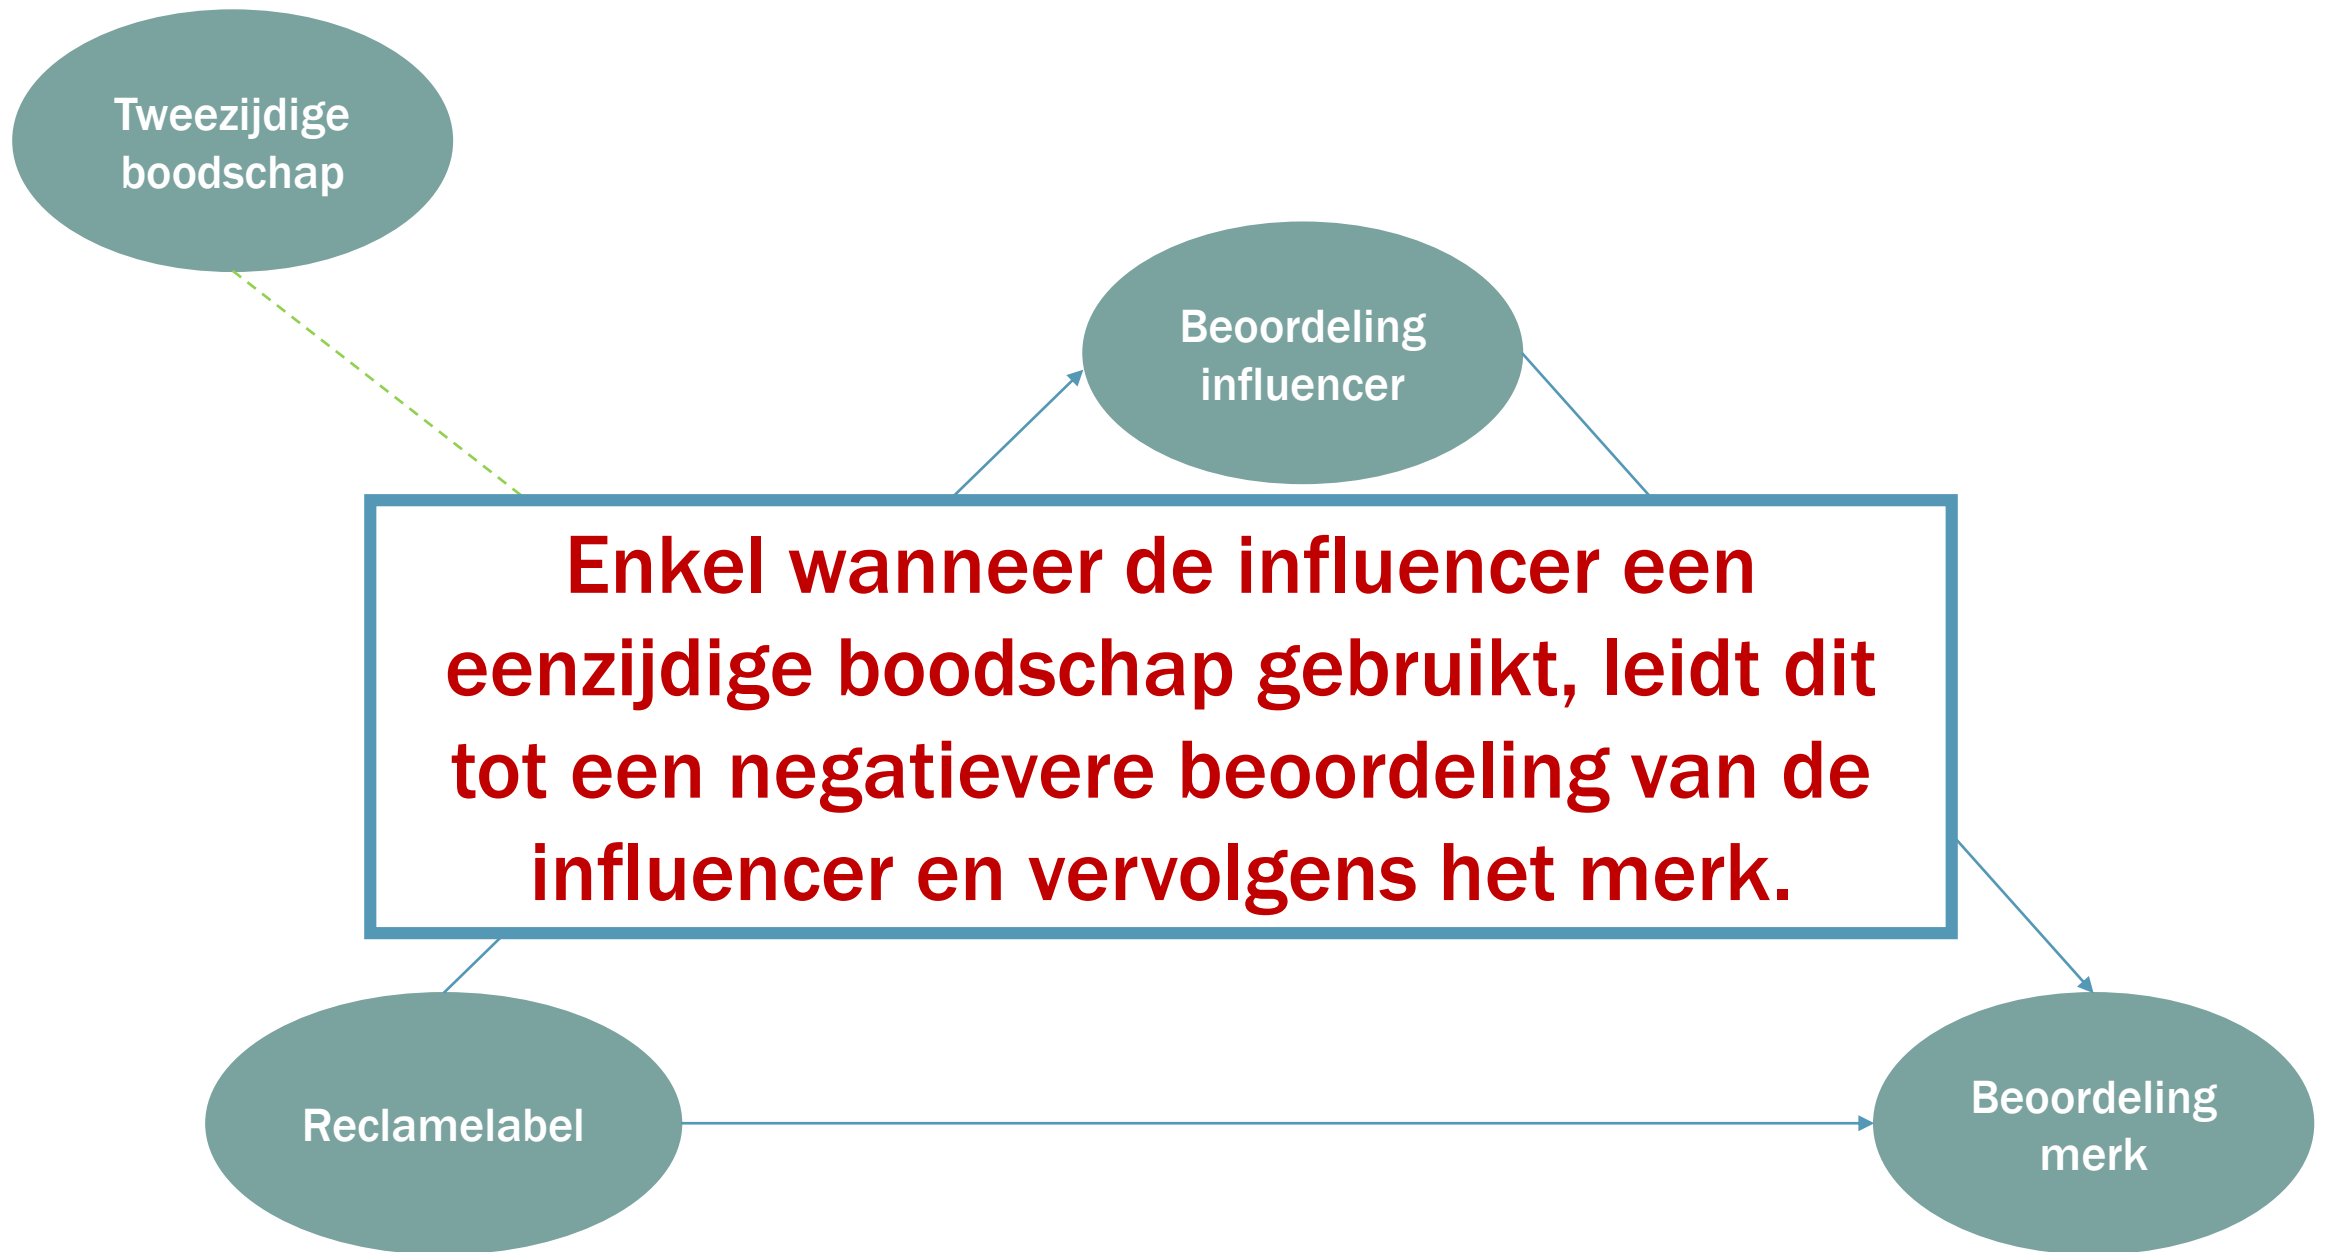 Tweezijdige
boodschap
Beoordeling
influencer
Enkel wanneer de influencer een
eenzijdige boodschap gebruikt, leidt dit
tot een negatievere beoordeling van de
influencer en vervolgens het merk.
Reclamelabel
Beoordeling
merk